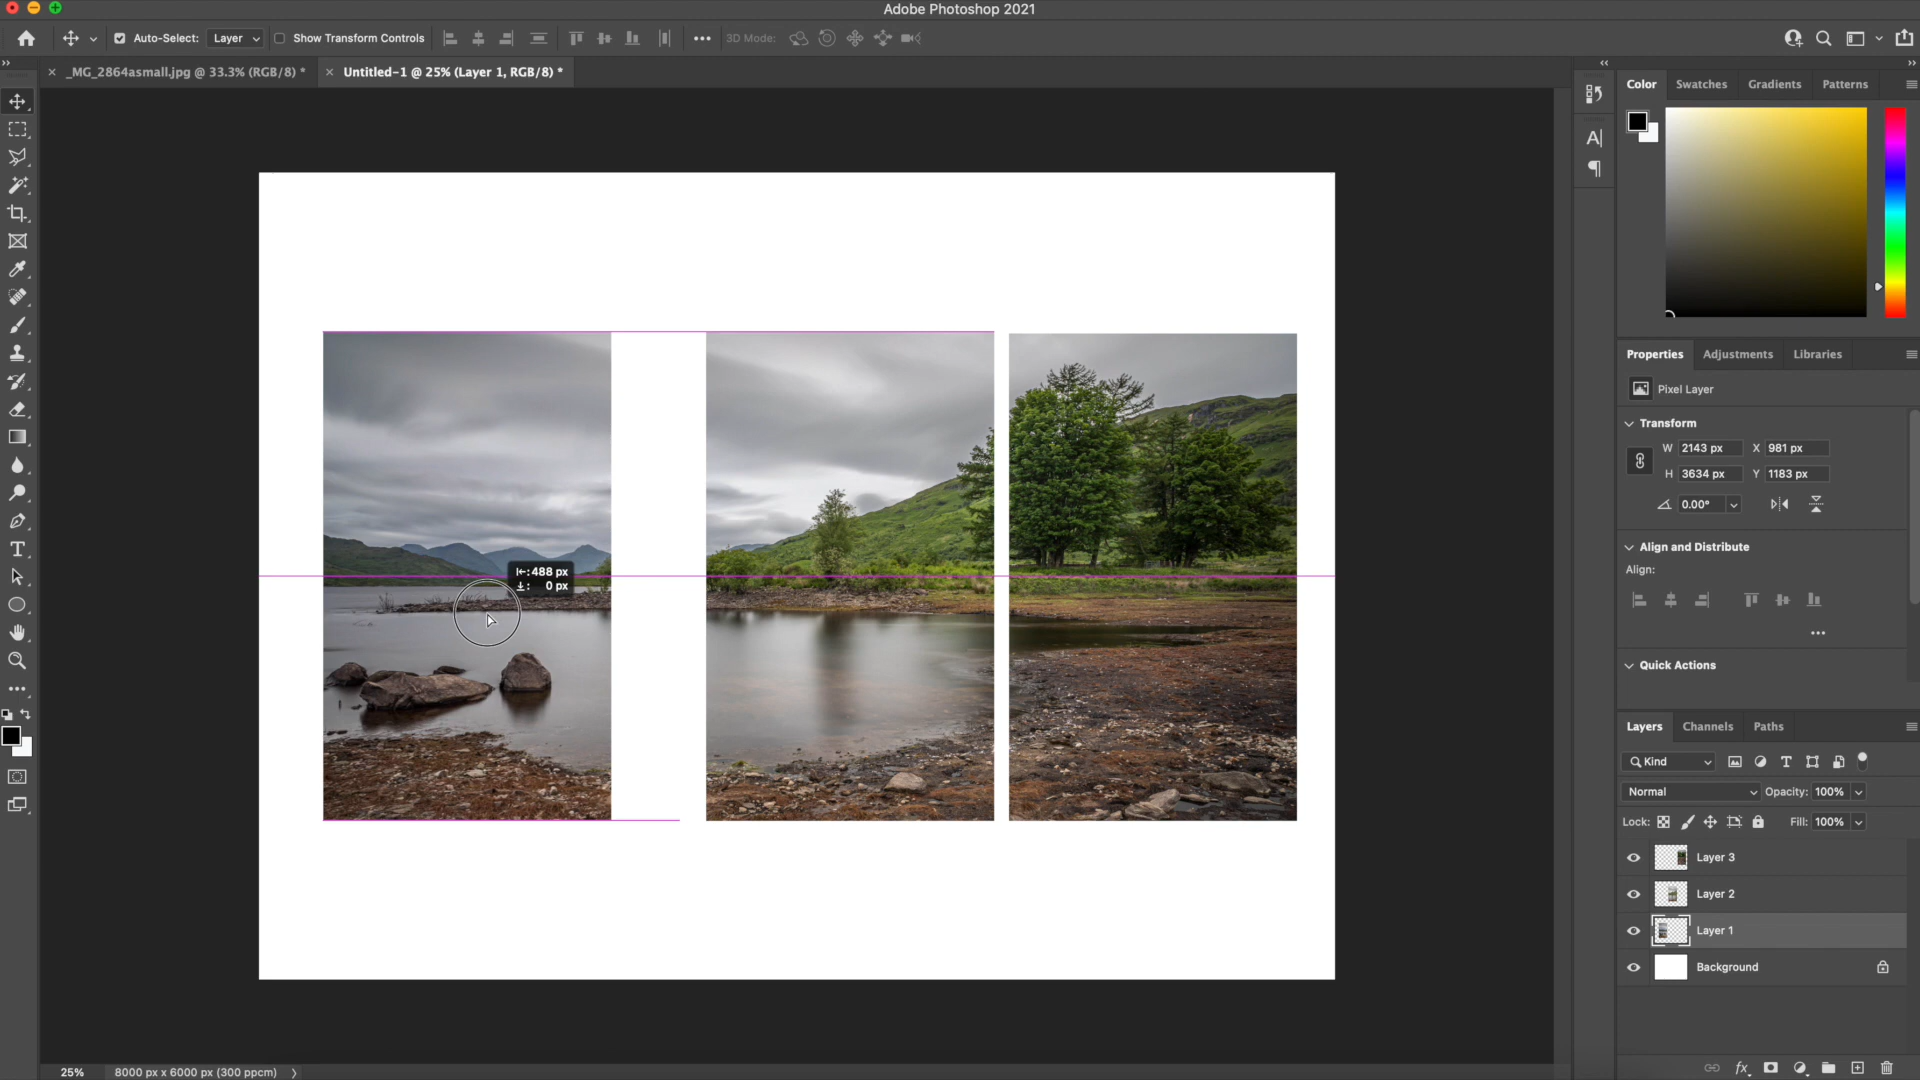 Adobe Photoshop 2021
Auto-Select: Layer Show Transform Controls 3D Mode:
_MG_2864asmall.jpg @ 33.3% (RGB/8) * Untitled-1 @ 25% (Layer 1, RGB/8) *
Color Swatches Gradients Patterns
Properties Adjustments Libraries
Pixel Layer
Transform
W 2143 px X 981 px
H 3634 px Y 1183 px
0.00°
Align and Distribute
Align:
488 px
0 px
Quick Actions
Layers Channels Paths
Kind
Normal Opacity: 100%
Lock: Fill: 100%
Layer 3
Layer 2
Layer 1
Background
25% 8000 px x 6000 px (300 ppcm)